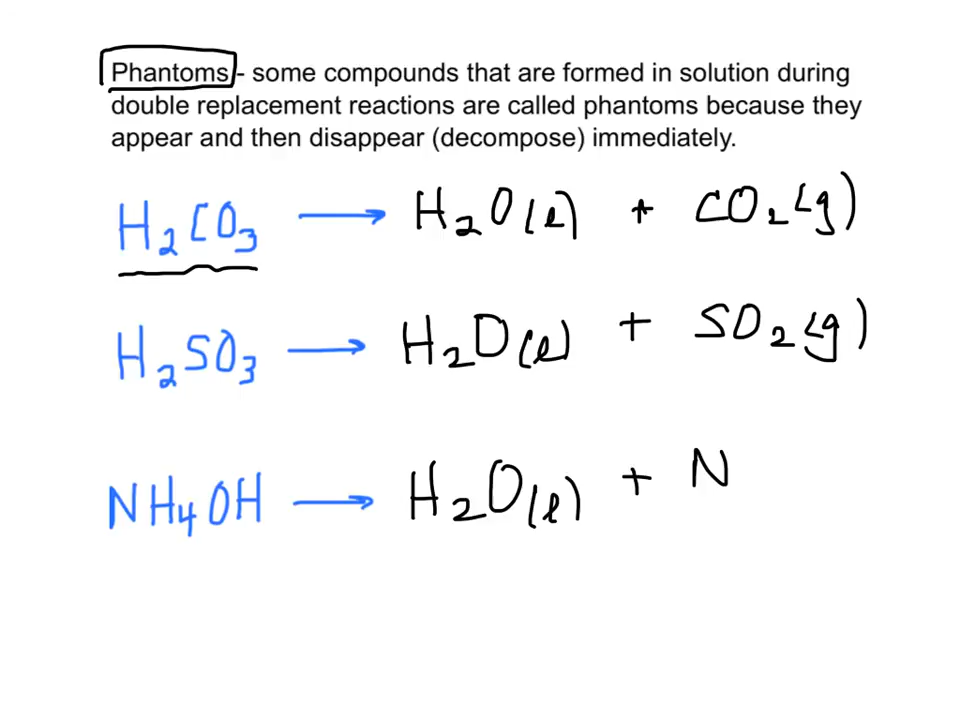 Phantoms - some compounds that are formed in solution during
double replacement reactions are called phantoms because they
appear and then disappear (decompose) immediately.
H₂CO₃ → H₂O(l) + CO₂(g)
H₂SO₃ → H₂O(l) + SO₂(g)
NH₄OH → H₂O(l) + N